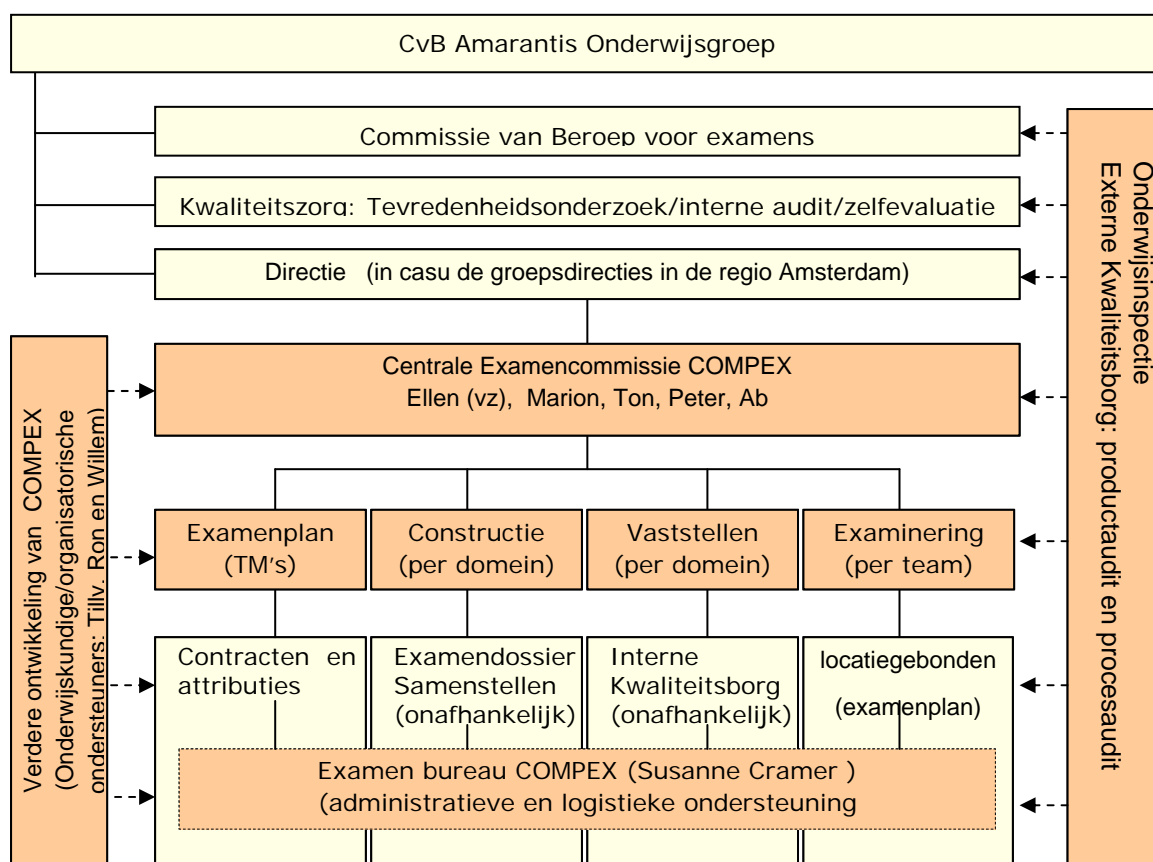 CvB Amarantis Onderwijsgroep
Commissie van Beroep voor examens
Kwaliteitszorg: Tevredenheidsonderzoek/interne audit/zelfevaluatie
Directie (in casu de groepsdirecties in de regio Amsterdam)
Onderwijsinspectie
Externe Kwaliteitsborg: productaudit en procesaudit
Centrale Examencommissie COMPEX
Ellen (vz), Marion, Ton, Peter, Ab
Verdere ontwikkeling van COMPEX
(Onderwijskundige/organisatorische
ondersteuners: Tilly, Ron en Willem)
Examenplan
(TM's)
Constructie
(per domein)
Vaststellen
(per domein)
Examinering
(per team)
Contracten en
attributies
Examendossier
Samenstellen
(onafhankelijk)
Interne
Kwaliteitsborg
(onafhankelijk)
locatiegebonden
(examenplan)
Examen bureau COMPEX (Susanne Cramer )
(administratieve en logistieke ondersteuning